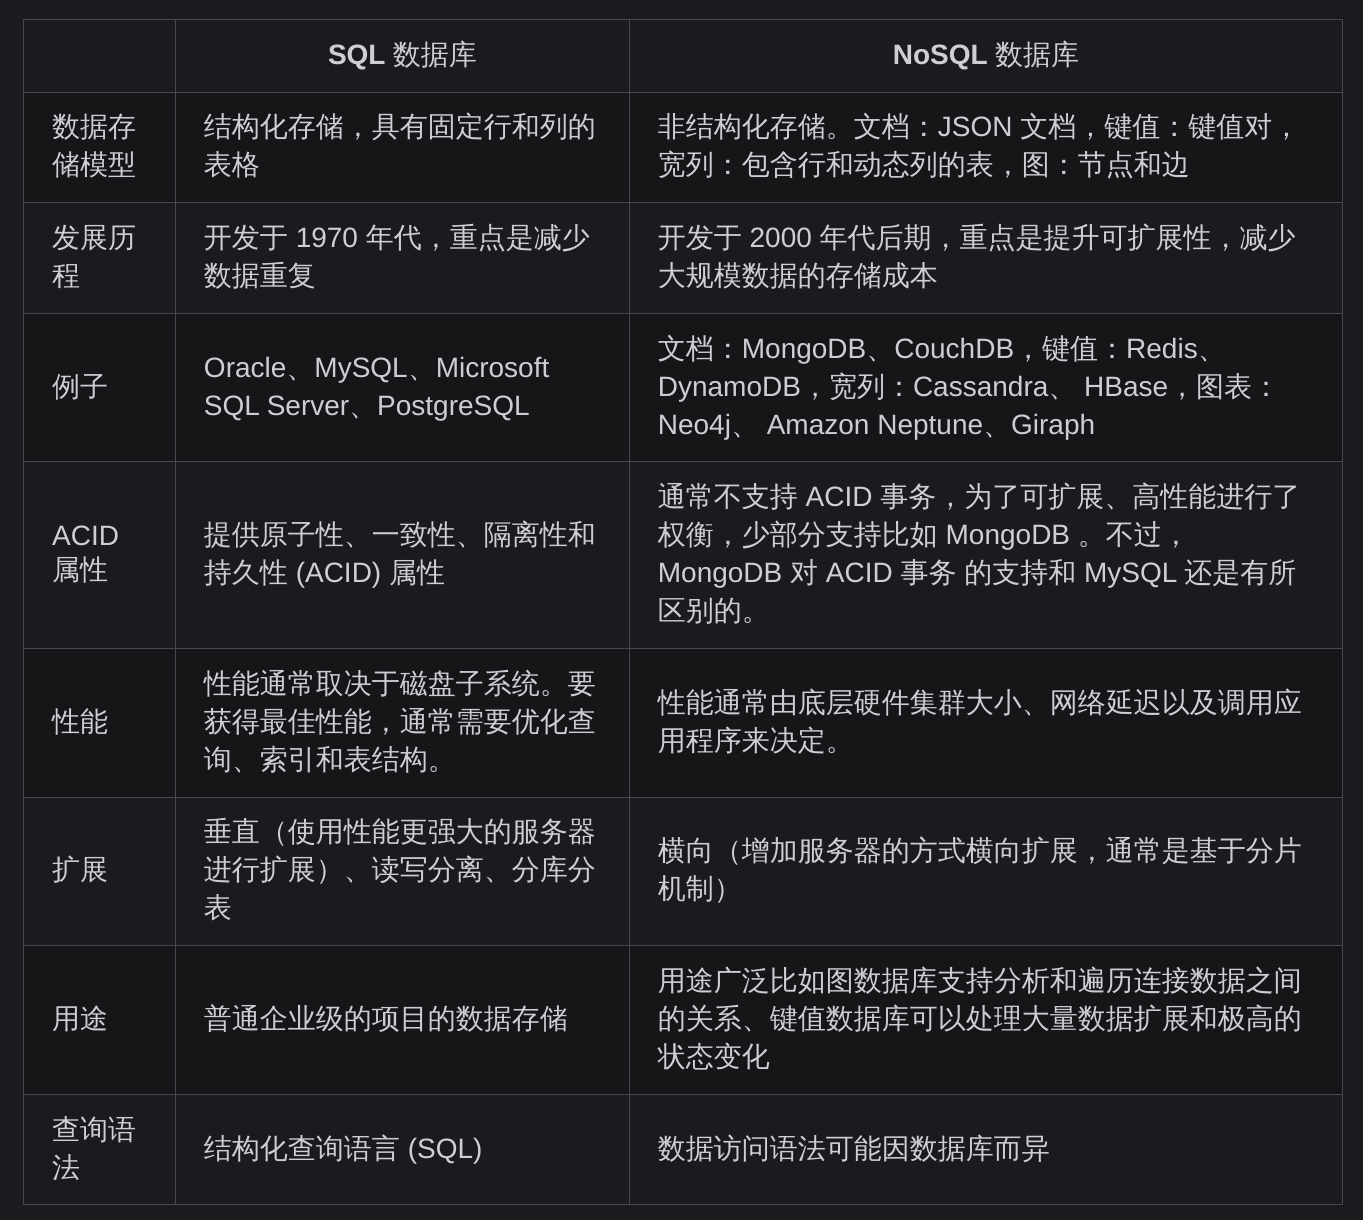 SQL 数据库
NoSQL 数据库
数据存
储模型
结构化存储，具有固定行和列的
表格
非结构化存储。文档：JSON 文档，键值：键值对，
宽列：包含行和动态列的表，图：节点和边
发展历
程
开发于 1970 年代，重点是减少
数据重复
开发于 2000 年代后期，重点是提升可扩展性，减少
大规模数据的存储成本
例子
Oracle、MySQL、Microsoft
SQL Server、PostgreSQL
文档：MongoDB、CouchDB，键值：Redis、
DynamoDB，宽列：Cassandra、 HBase，图表：
Neo4j、 Amazon Neptune、Giraph
ACID
属性
提供原子性、一致性、隔离性和
持久性 (ACID) 属性
通常不支持 ACID 事务，为了可扩展、高性能进行了
权衡，少部分支持比如 MongoDB 。不过，
MongoDB 对 ACID 事务 的支持和 MySQL 还是有所
区别的。
性能
性能通常取决于磁盘子系统。要
获得最佳性能，通常需要优化查
询、索引和表结构。
性能通常由底层硬件集群大小、网络延迟以及调用应
用程序来决定。
扩展
垂直（使用性能更强大的服务器
进行扩展）、读写分离、分库分
表
横向（增加服务器的方式横向扩展，通常是基于分片
机制）
用途
普通企业级的项目的数据存储
用途广泛比如图数据库支持分析和遍历连接数据之间
的关系、键值数据库可以处理大量数据扩展和极高的
状态变化
查询语
法
结构化查询语言 (SQL)
数据访问语法可能因数据库而异